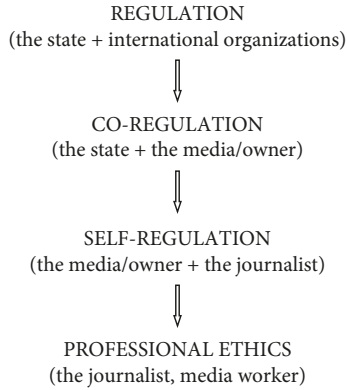 REGULATION
(the state + international organizations)
CO-REGULATION
(the state + the media/owner)
SELF-REGULATION
(the media/owner + the journalist)
PROFESSIONAL ETHICS
(the journalist, media worker)